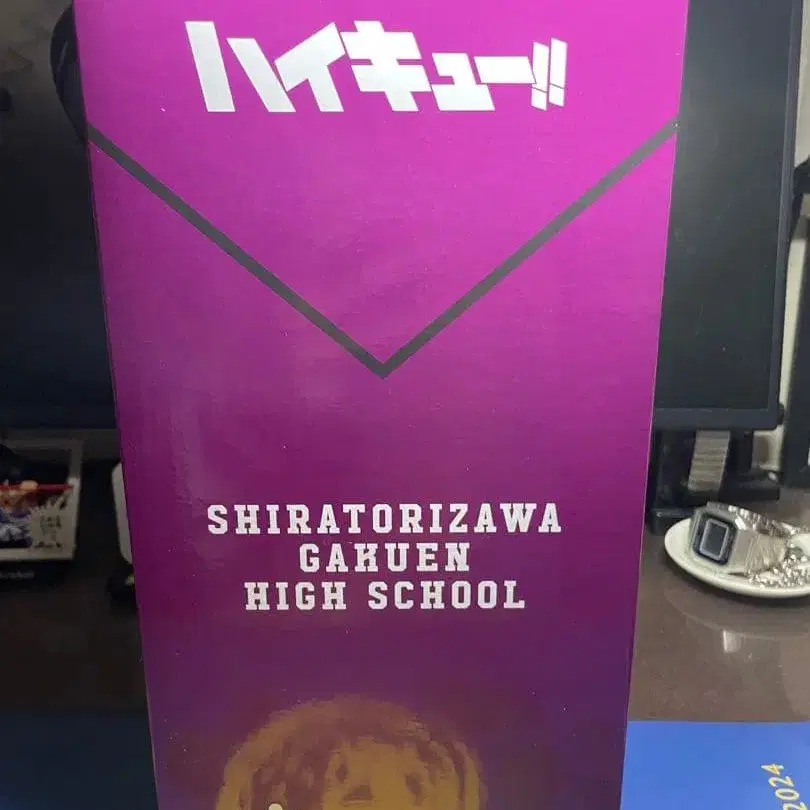 ハイキュー!!
SHIRATORIZAWA
GAKUEN
HIGH SCHOOL
2024